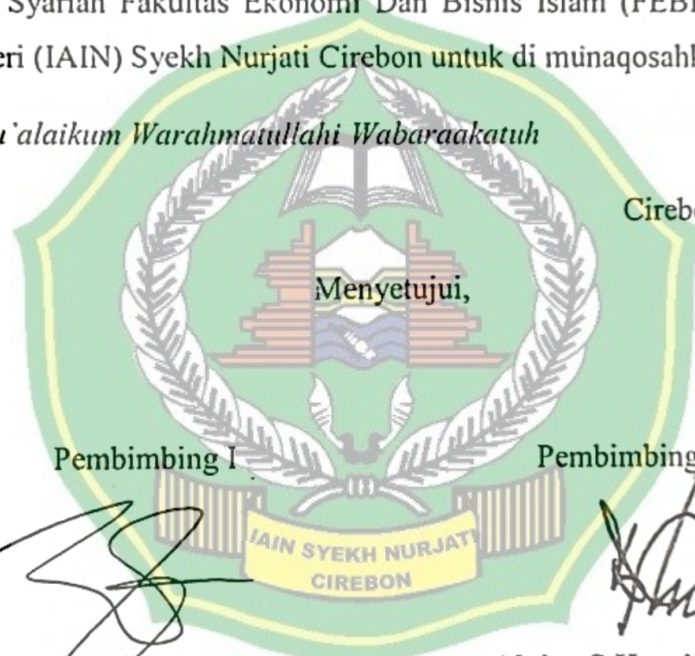 Syariah Fakultas Ekonomi Dan Bisnis Islam (FEBI
eri (IAIN) Syekh Nurjati Cirebon untuk di munaqosahk
u`alaikum Warahmatullahi Wabaraakatuh
Cirebo
Menyetujui,
Pembimbing I
Pembimbing
IAIN SYEKH NURJATI
CIREBON